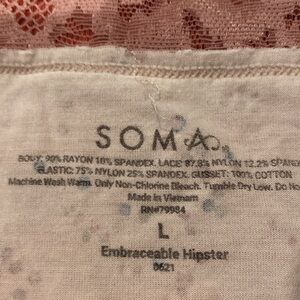 SOMA
BODY: 90% RAYON 10% SPANDEX. LACE: 87.8% NYLON 12.2% SPANDEX
ELASTIC: 75% NYLON 25% SPANDEX. GUSSET: 100% COTTON
Machine Wash Warm. Only Non-Chlorine Bleach. Tumble Dry Low. Do No
Made in Vietnam
RN#79984
L
Embraceable Hipster
0621